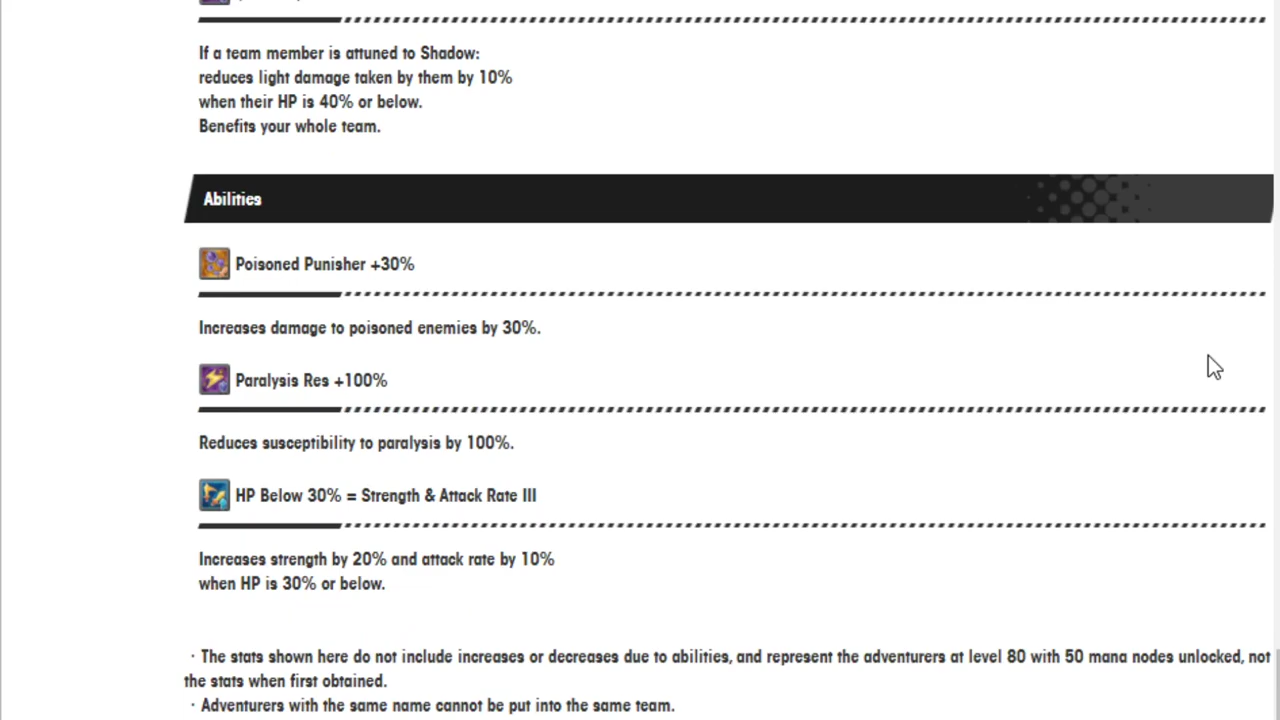 If a team member is attuned to Shadow:
reduces light damage taken by them by 10%
when their HP is 40% or below.
Benefits your whole team.
Abilities
Poisoned Punisher +30%
Increases damage to poisoned enemies by 30%.
Paralysis Res +100%
Reduces susceptibility to paralysis by 100%.
HP Below 30% = Strength & Attack Rate III
Increases strength by 20% and attack rate by 10%
when HP is 30% or below.
· The stats shown here do not include increases or decreases due to abilities, and represent the adventurers at level 80 with 50 mana nodes unlocked, not
the stats when first obtained.
· Adventurers with the same name cannot be put into the same team.